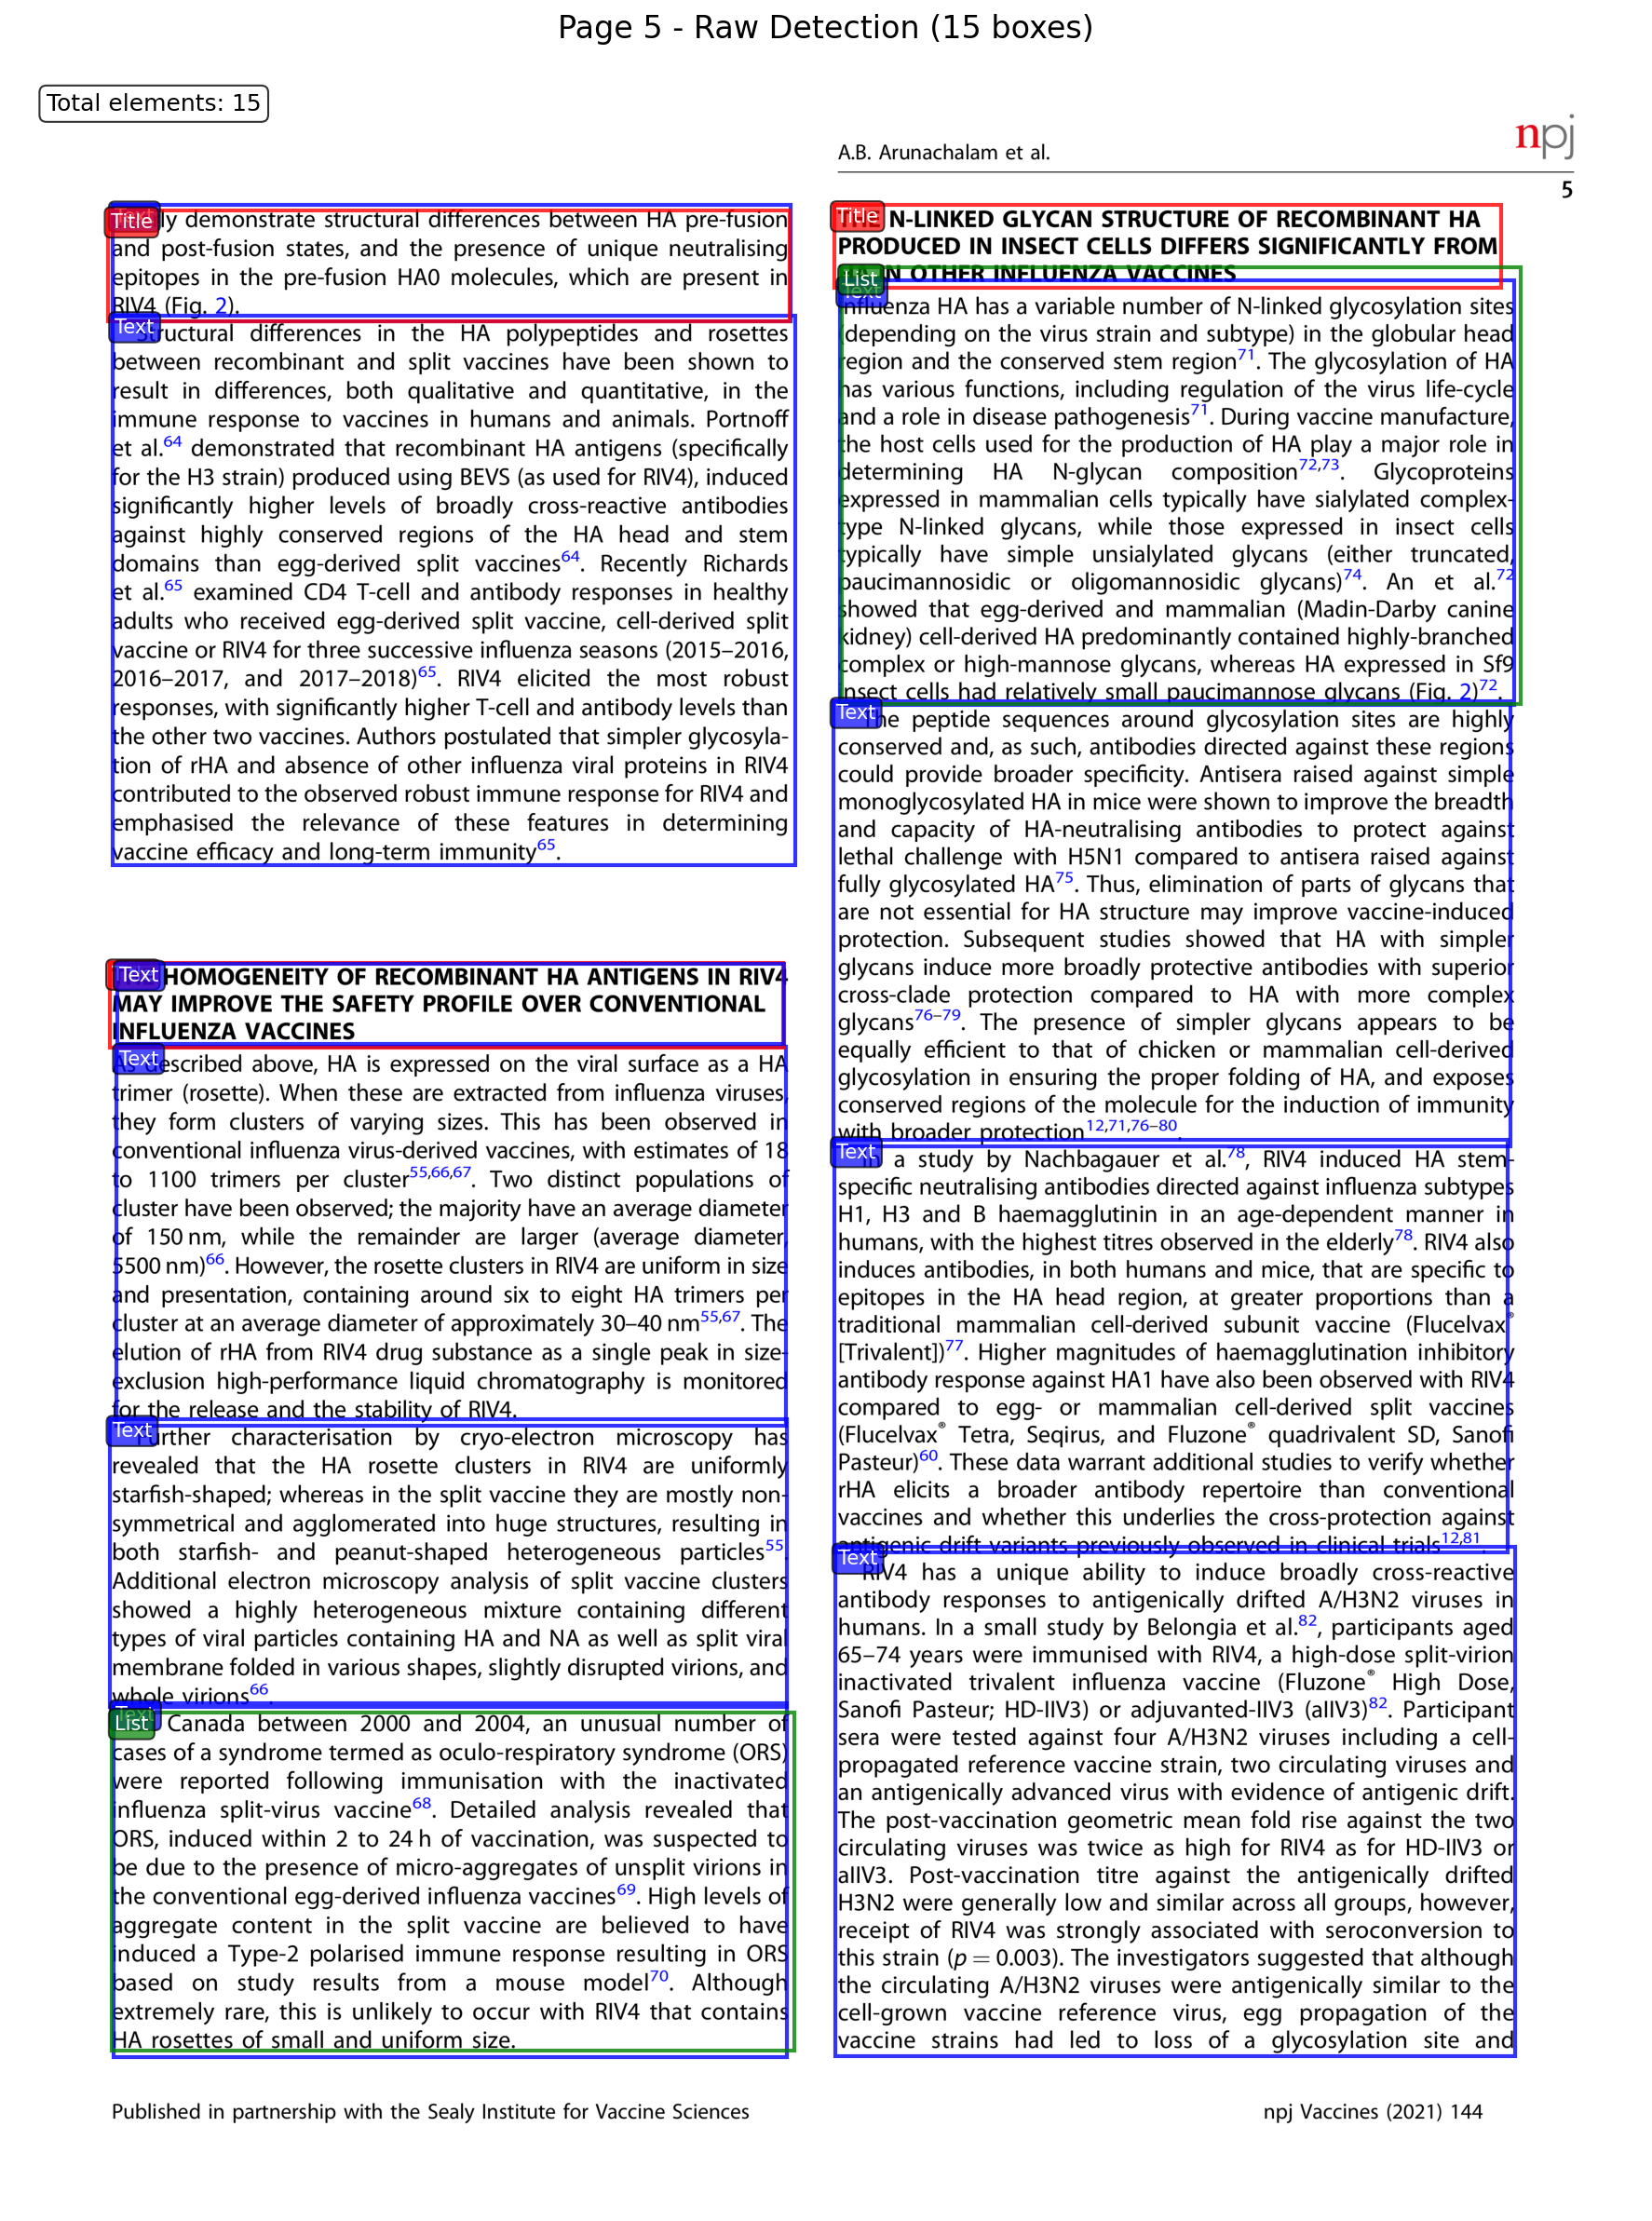 Page 5 - Raw Detection (15 boxes)
Total elements: 15
A.B. Arunachalam et al.
npj
5
Title
Text
ly demonstrate structural differences between HA pre-fusion
and post-fusion states, and the presence of unique neutralising
epitopes in the pre-fusion HA0 molecules, which are present in
RIV4 (Fig. 2).
Text
Structural differences in the HA polypeptides and rosettes
between recombinant and split vaccines have been shown to
result in differences, both qualitative and quantitative, in the
immune response to vaccines in humans and animals. Portnoff
et al.64 demonstrated that recombinant HA antigens (specifically
for the H3 strain) produced using BEVS (as used for RIV4), induced
significantly higher levels of broadly cross-reactive antibodies
against highly conserved regions of the HA head and stem
domains than egg-derived split vaccines64. Recently Richards
et al.65 examined CD4 T-cell and antibody responses in healthy
adults who received egg-derived split vaccine, cell-derived split
vaccine or RIV4 for three successive influenza seasons (2015–2016,
2016–2017, and 2017–2018)65. RIV4 elicited the most robust
responses, with significantly higher T-cell and antibody levels than
the other two vaccines. Authors postulated that simpler glycosyla-
tion of rHA and absence of other influenza viral proteins in RIV4
contributed to the observed robust immune response for RIV4 and
emphasised the relevance of these features in determining
vaccine efficacy and long-term immunity65.
Text
HOMOGENEITY OF RECOMBINANT HA ANTIGENS IN RIV4
MAY IMPROVE THE SAFETY PROFILE OVER CONVENTIONAL
INFLUENZA VACCINES
Text
As described above, HA is expressed on the viral surface as a HA
trimer (rosette). When these are extracted from influenza viruses,
they form clusters of varying sizes. This has been observed in
conventional influenza virus-derived vaccines, with estimates of 18
to 1100 trimers per cluster55,66,67. Two distinct populations of
cluster have been observed; the majority have an average diameter
of 150 nm, while the remainder are larger (average diameter,
5500 nm)66. However, the rosette clusters in RIV4 are uniform in size
and presentation, containing around six to eight HA trimers per
cluster at an average diameter of approximately 30–40 nm55,67. The
elution of rHA from RIV4 drug substance as a single peak in size-
exclusion high-performance liquid chromatography is monitored
for the release and the stability of RIV4.
Text
Further characterisation by cryo-electron microscopy has
revealed that the HA rosette clusters in RIV4 are uniformly
starfish-shaped; whereas in the split vaccine they are mostly non-
symmetrical and agglomerated into huge structures, resulting in
both starfish- and peanut-shaped heterogeneous particles55.
Additional electron microscopy analysis of split vaccine clusters
showed a highly heterogeneous mixture containing different
types of viral particles containing HA and NA as well as split viral
membrane folded in various shapes, slightly disrupted virions, and
whole virions66.
Text
List
Canada between 2000 and 2004, an unusual number of
cases of a syndrome termed as oculo-respiratory syndrome (ORS)
were reported following immunisation with the inactivated
influenza split-virus vaccine68. Detailed analysis revealed that
ORS, induced within 2 to 24 h of vaccination, was suspected to
be due to the presence of micro-aggregates of unsplit virions in
the conventional egg-derived influenza vaccines69. High levels of
aggregate content in the split vaccine are believed to have
induced a Type-2 polarised immune response resulting in ORS
based on study results from a mouse model70. Although
extremely rare, this is unlikely to occur with RIV4 that contains
HA rosettes of small and uniform size.
Title
THE N-LINKED GLYCAN STRUCTURE OF RECOMBINANT HA
PRODUCED IN INSECT CELLS DIFFERS SIGNIFICANTLY FROM
IN OTHER INFLUENZA VACCINES
List
Text
Influenza HA has a variable number of N-linked glycosylation sites
(depending on the virus strain and subtype) in the globular head
region and the conserved stem region71. The glycosylation of HA
has various functions, including regulation of the virus life-cycle
and a role in disease pathogenesis71. During vaccine manufacture,
the host cells used for the production of HA play a major role in
determining HA N-glycan composition72,73. Glycoproteins
expressed in mammalian cells typically have sialylated complex-
type N-linked glycans, while those expressed in insect cells
typically have simple unsialylated glycans (either truncated,
paucimannosidic or oligomannosidic glycans)74. An et al.72
showed that egg-derived and mammalian (Madin-Darby canine
kidney) cell-derived HA predominantly contained highly-branched
complex or high-mannose glycans, whereas HA expressed in Sf9
insect cells had relatively small paucimannose glycans (Fig. 2)72.
Text
The peptide sequences around glycosylation sites are highly
conserved and, as such, antibodies directed against these regions
could provide broader specificity. Antisera raised against simple
monoglycosylated HA in mice were shown to improve the breadth
and capacity of HA-neutralising antibodies to protect against
lethal challenge with H5N1 compared to antisera raised against
fully glycosylated HA75. Thus, elimination of parts of glycans that
are not essential for HA structure may improve vaccine-induced
protection. Subsequent studies showed that HA with simpler
glycans induce more broadly protective antibodies with superior
cross-clade protection compared to HA with more complex
glycans76–79. The presence of simpler glycans appears to be
equally efficient to that of chicken or mammalian cell-derived
glycosylation in ensuring the proper folding of HA, and exposes
conserved regions of the molecule for the induction of immunity
with broader protection12,71,76–80.
Text
In a study by Nachbagauer et al.78, RIV4 induced HA stem-
specific neutralising antibodies directed against influenza subtypes
H1, H3 and B haemagglutinin in an age-dependent manner in
humans, with the highest titres observed in the elderly78. RIV4 also
induces antibodies, in both humans and mice, that are specific to
epitopes in the HA head region, at greater proportions than a
traditional mammalian cell-derived subunit vaccine (Flucelvax®
[Trivalent])77. Higher magnitudes of haemagglutination inhibitory
antibody response against HA1 have also been observed with RIV4
compared to egg- or mammalian cell-derived split vaccines
(Flucelvax® Tetra, Seqirus, and Fluzone® quadrivalent SD, Sanofi
Pasteur)60. These data warrant additional studies to verify whether
rHA elicits a broader antibody repertoire than conventional
vaccines and whether this underlies the cross-protection against
antigenic drift variants previously observed in clinical trials12,81.
Text
RIV4 has a unique ability to induce broadly cross-reactive
antibody responses to antigenically drifted A/H3N2 viruses in
humans. In a small study by Belongia et al.82, participants aged
65–74 years were immunised with RIV4, a high-dose split-virion
inactivated trivalent influenza vaccine (Fluzone® High Dose,
Sanofi Pasteur; HD-IIV3) or adjuvanted-IIV3 (aIIV3)82. Participant
sera were tested against four A/H3N2 viruses including a cell-
propagated reference vaccine strain, two circulating viruses and
an antigenically advanced virus with evidence of antigenic drift.
The post-vaccination geometric mean fold rise against the two
circulating viruses was twice as high for RIV4 as for HD-IIV3 or
aIIV3. Post-vaccination titre against the antigenically drifted
H3N2 were generally low and similar across all groups, however,
receipt of RIV4 was strongly associated with seroconversion to
this strain (p = 0.003). The investigators suggested that although
the circulating A/H3N2 viruses were antigenically similar to the
cell-grown vaccine reference virus, egg propagation of the
vaccine strains had led to loss of a glycosylation site and
Published in partnership with the Sealy Institute for Vaccine Sciences
npj Vaccines (2021) 144